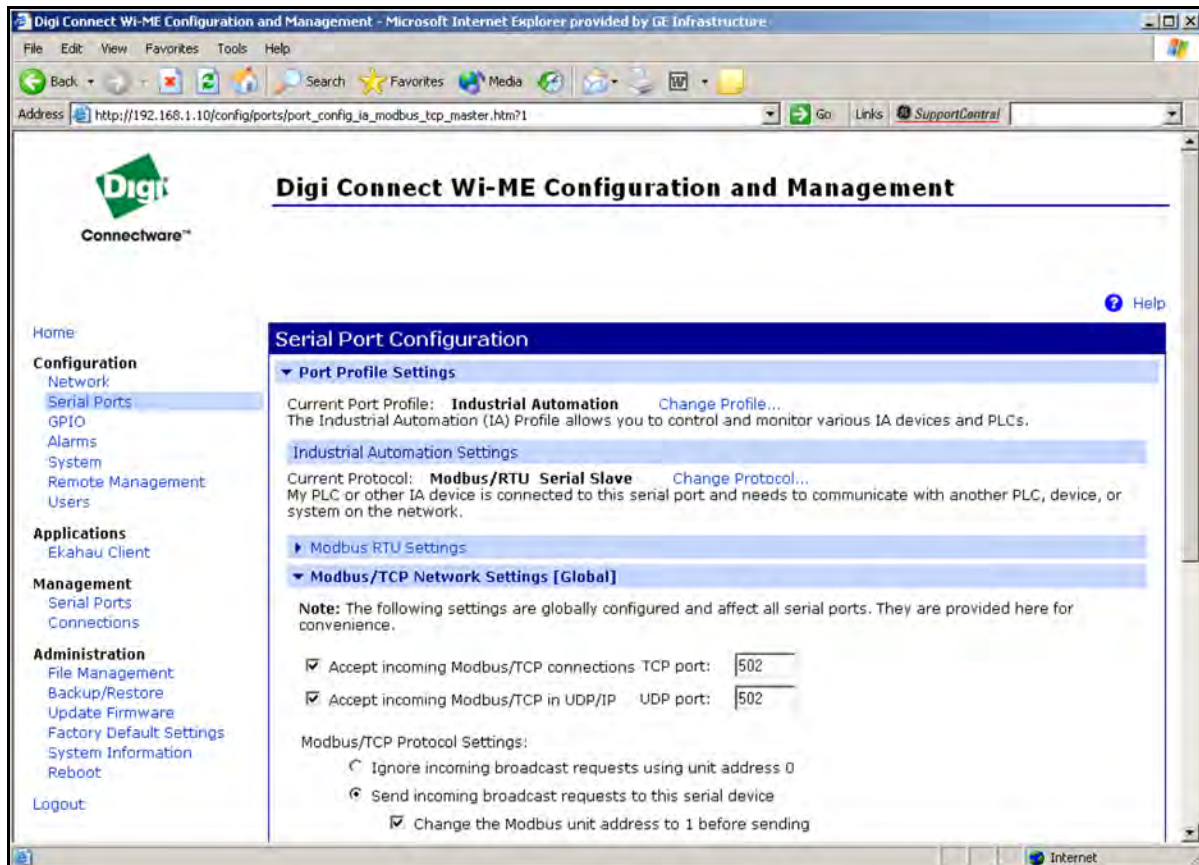 Digi Connect Wi-ME Configuration and Management - Microsoft Internet Explorer provided by GE Infrastructure
File Edit View Favorites Tools Help
Back Search Favorites Media
Address http://192.168.1.10/config/ports/port_config_ia_modbus_tcp_master.htm?1 Go Links SupportCentral
Digi
Connectware™
Digi Connect Wi-ME Configuration and Management
Help
Home
Configuration
Network
Serial Ports
GPIO
Alarms
System
Remote Management
Users
Applications
Ekahau Client
Management
Serial Ports
Connections
Administration
File Management
Backup/Restore
Update Firmware
Factory Default Settings
System Information
Reboot
Logout
Serial Port Configuration
Port Profile Settings
Current Port Profile: Industrial Automation Change Profile...
The Industrial Automation (IA) Profile allows you to control and monitor various IA devices and PLCs.
Industrial Automation Settings
Current Protocol: Modbus/RTU Serial Slave Change Protocol...
My PLC or other IA device is connected to this serial port and needs to communicate with another PLC, device, or
system on the network.
Modbus RTU Settings
Modbus/TCP Network Settings [Global]
Note: The following settings are globally configured and affect all serial ports. They are provided here for
convenience.
Accept incoming Modbus/TCP connections TCP port: 502
Accept incoming Modbus/TCP in UDP/IP UDP port: 502
Modbus/TCP Protocol Settings:
Ignore incoming broadcast requests using unit address 0
Send incoming broadcast requests to this serial device
Change the Modbus unit address to 1 before sending
Internet